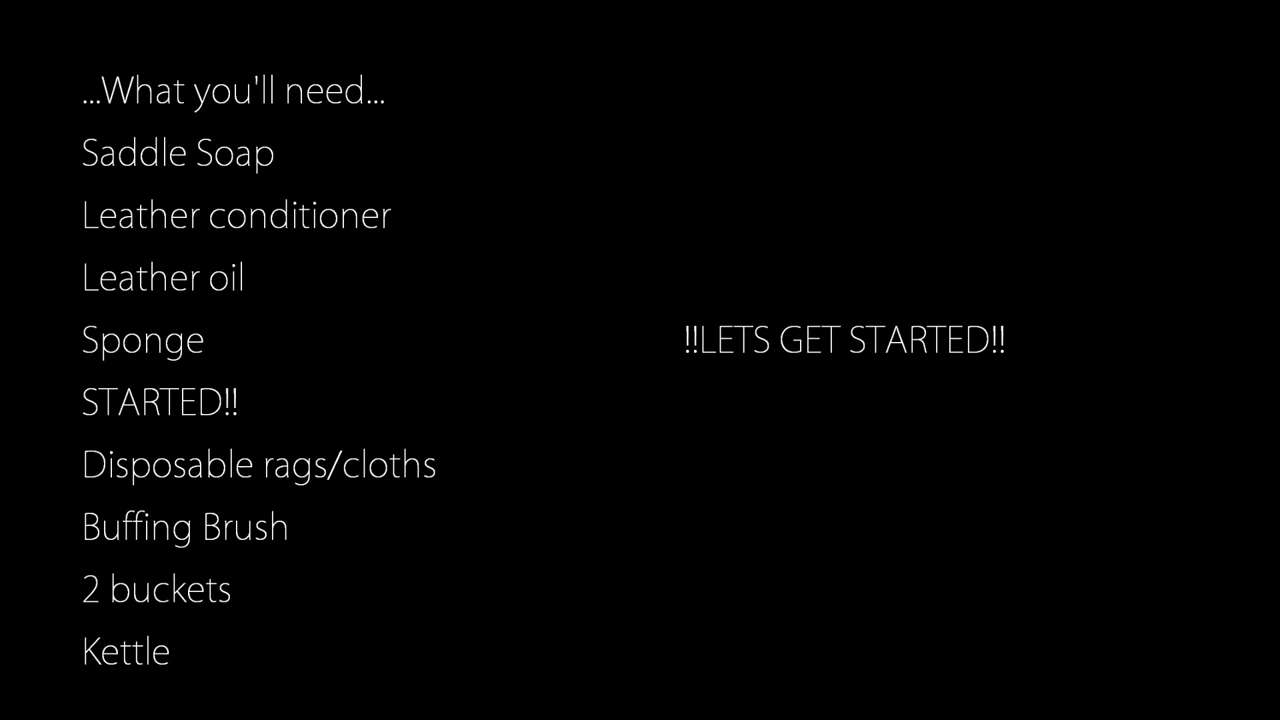 ...What you'll need...
Saddle Soap
Leather conditioner
Leather oil
Sponge
!!LETS GET STARTED!!
STARTED!!
Disposable rags/cloths
Buffing Brush
2 buckets
Kettle